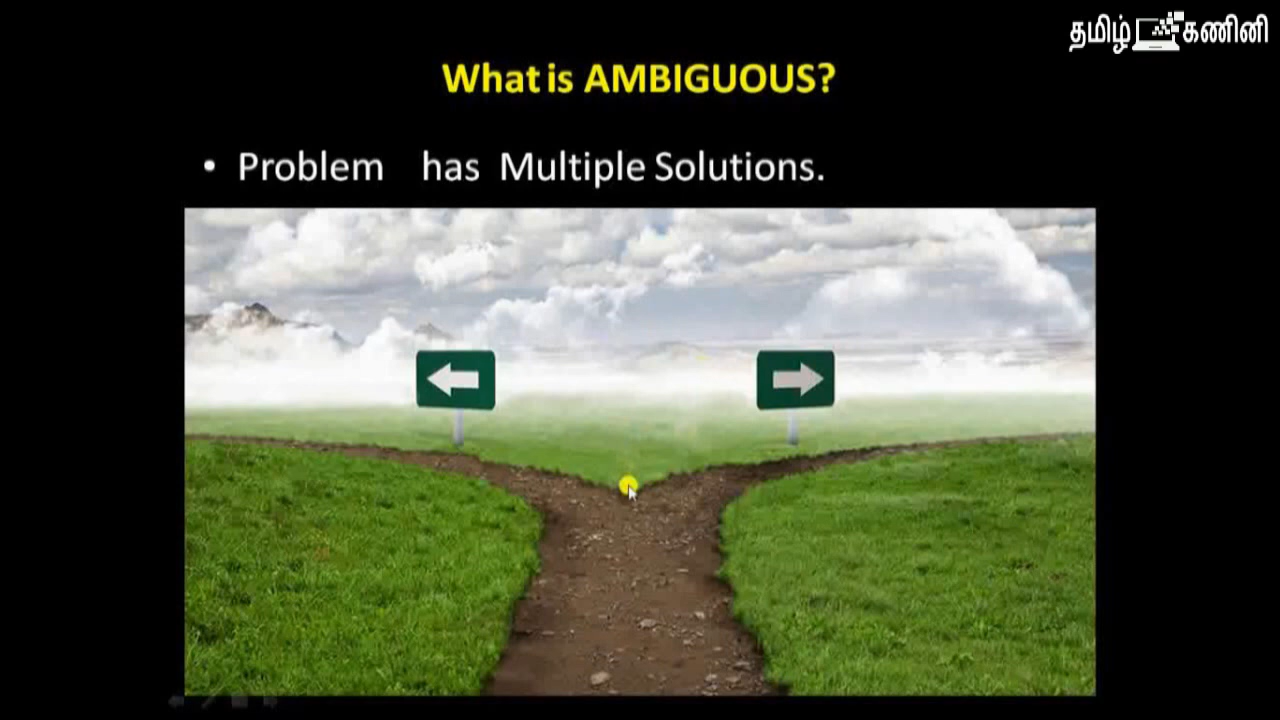 தமிழ் கணினி
What is AMBIGUOUS?
• Problem has Multiple Solutions.